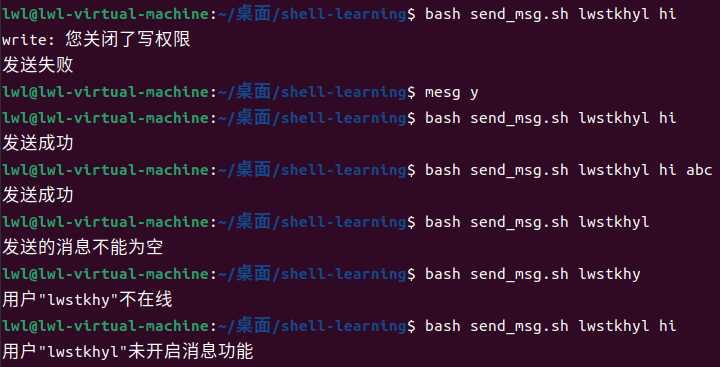 lwl@lwl-virtual-machine:~/桌面/shell-learning$ bash send_msg.sh lwstkhyl hi
write: 您关闭了写权限
发送失败
lwl@lwl-virtual-machine:~/桌面/shell-learning$ mesg y
lwl@lwl-virtual-machine:~/桌面/shell-learning$ bash send_msg.sh lwstkhyl hi
发送成功
lwl@lwl-virtual-machine:~/桌面/shell-learning$ bash send_msg.sh lwstkhyl hi abc
发送成功
lwl@lwl-virtual-machine:~/桌面/shell-learning$ bash send_msg.sh lwstkhyl
发送的消息不能为空
lwl@lwl-virtual-machine:~/桌面/shell-learning$ bash send_msg.sh lwstkhy
用户"lwstkhy"不在线
lwl@lwl-virtual-machine:~/桌面/shell-learning$ bash send_msg.sh lwstkhyl hi
用户"lwstkhyl"未开启消息功能